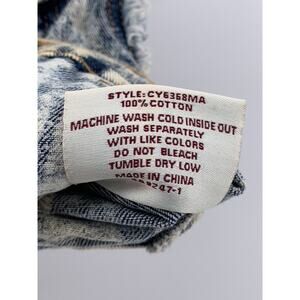 STYLE: CY6368MA
100% COTTON
MACHINE WASH COLD INSIDE OUT
WASH SEPARATELY
WITH LIKE COLORS
DO NOT BLEACH
TUMBLE DRY LOW
MADE IN CHINA